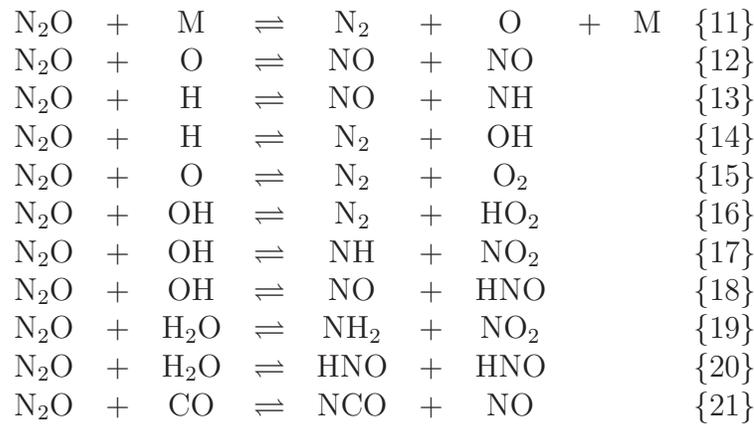 N₂O + M ⇌ N₂ + O + M {11}
N₂O + O ⇌ NO + NO {12}
N₂O + H ⇌ NO + NH {13}
N₂O + H ⇌ N₂ + OH {14}
N₂O + O ⇌ N₂ + O₂ {15}
N₂O + OH ⇌ N₂ + HO₂ {16}
N₂O + OH ⇌ NH + NO₂ {17}
N₂O + OH ⇌ NO + HNO {18}
N₂O + H₂O ⇌ NH₂ + NO₂ {19}
N₂O + H₂O ⇌ HNO + HNO {20}
N₂O + CO ⇌ NCO + NO {21}